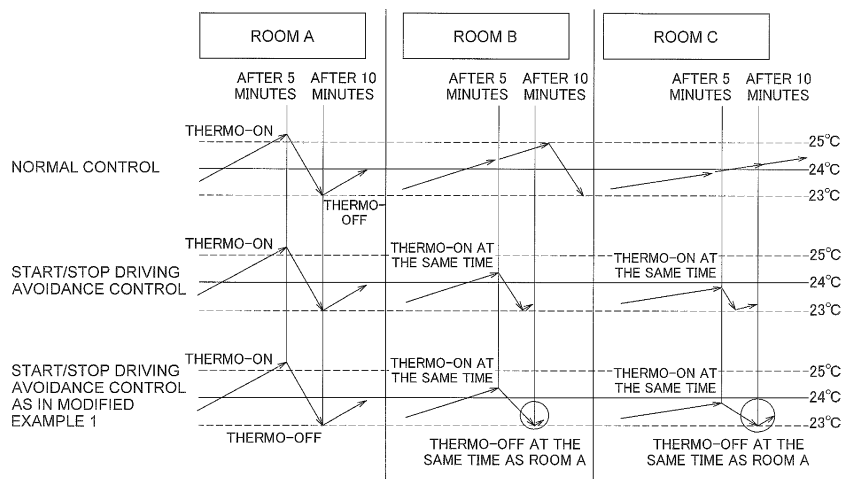 ROOM A
ROOM B
ROOM C
AFTER 5
MINUTES
AFTER 10
MINUTES
AFTER 5
MINUTES
AFTER 10
MINUTES
AFTER 5
MINUTES
AFTER 10
MINUTES
NORMAL CONTROL
THERMO-ON
THERMO-
OFF
25°C
24°C
23°C
START/STOP DRIVING
AVOIDANCE CONTROL
THERMO-ON
THERMO-ON AT
THE SAME TIME
THERMO-ON AT
THE SAME TIME
25°C
24°C
23°C
START/STOP DRIVING
AVOIDANCE CONTROL
AS IN MODIFIED
EXAMPLE 1
THERMO-ON
THERMO-OFF
THERMO-ON AT
THE SAME TIME
THERMO-OFF AT THE
SAME TIME AS ROOM A
THERMO-ON AT
THE SAME TIME
THERMO-OFF AT THE
SAME TIME AS ROOM A
25°C
24°C
23°C